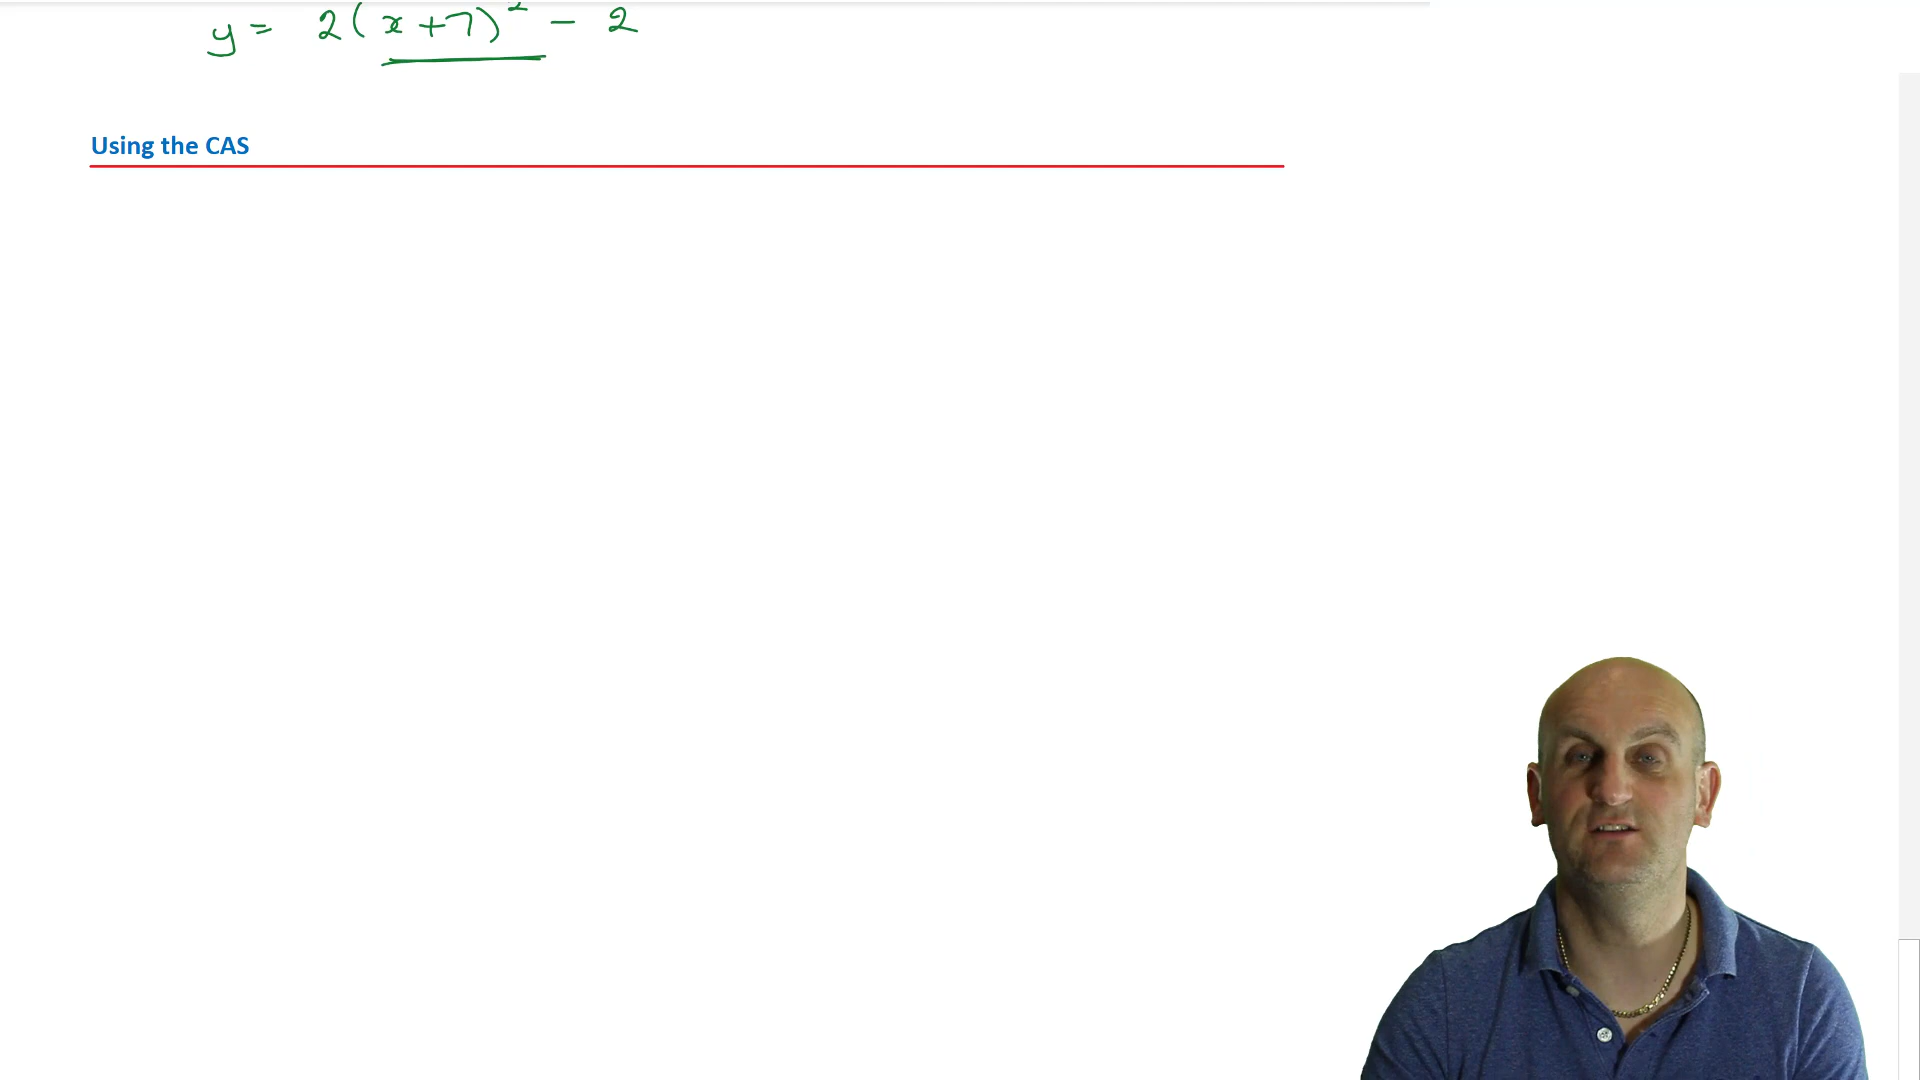 y = 2(x+7)² - 2
Using the CAS